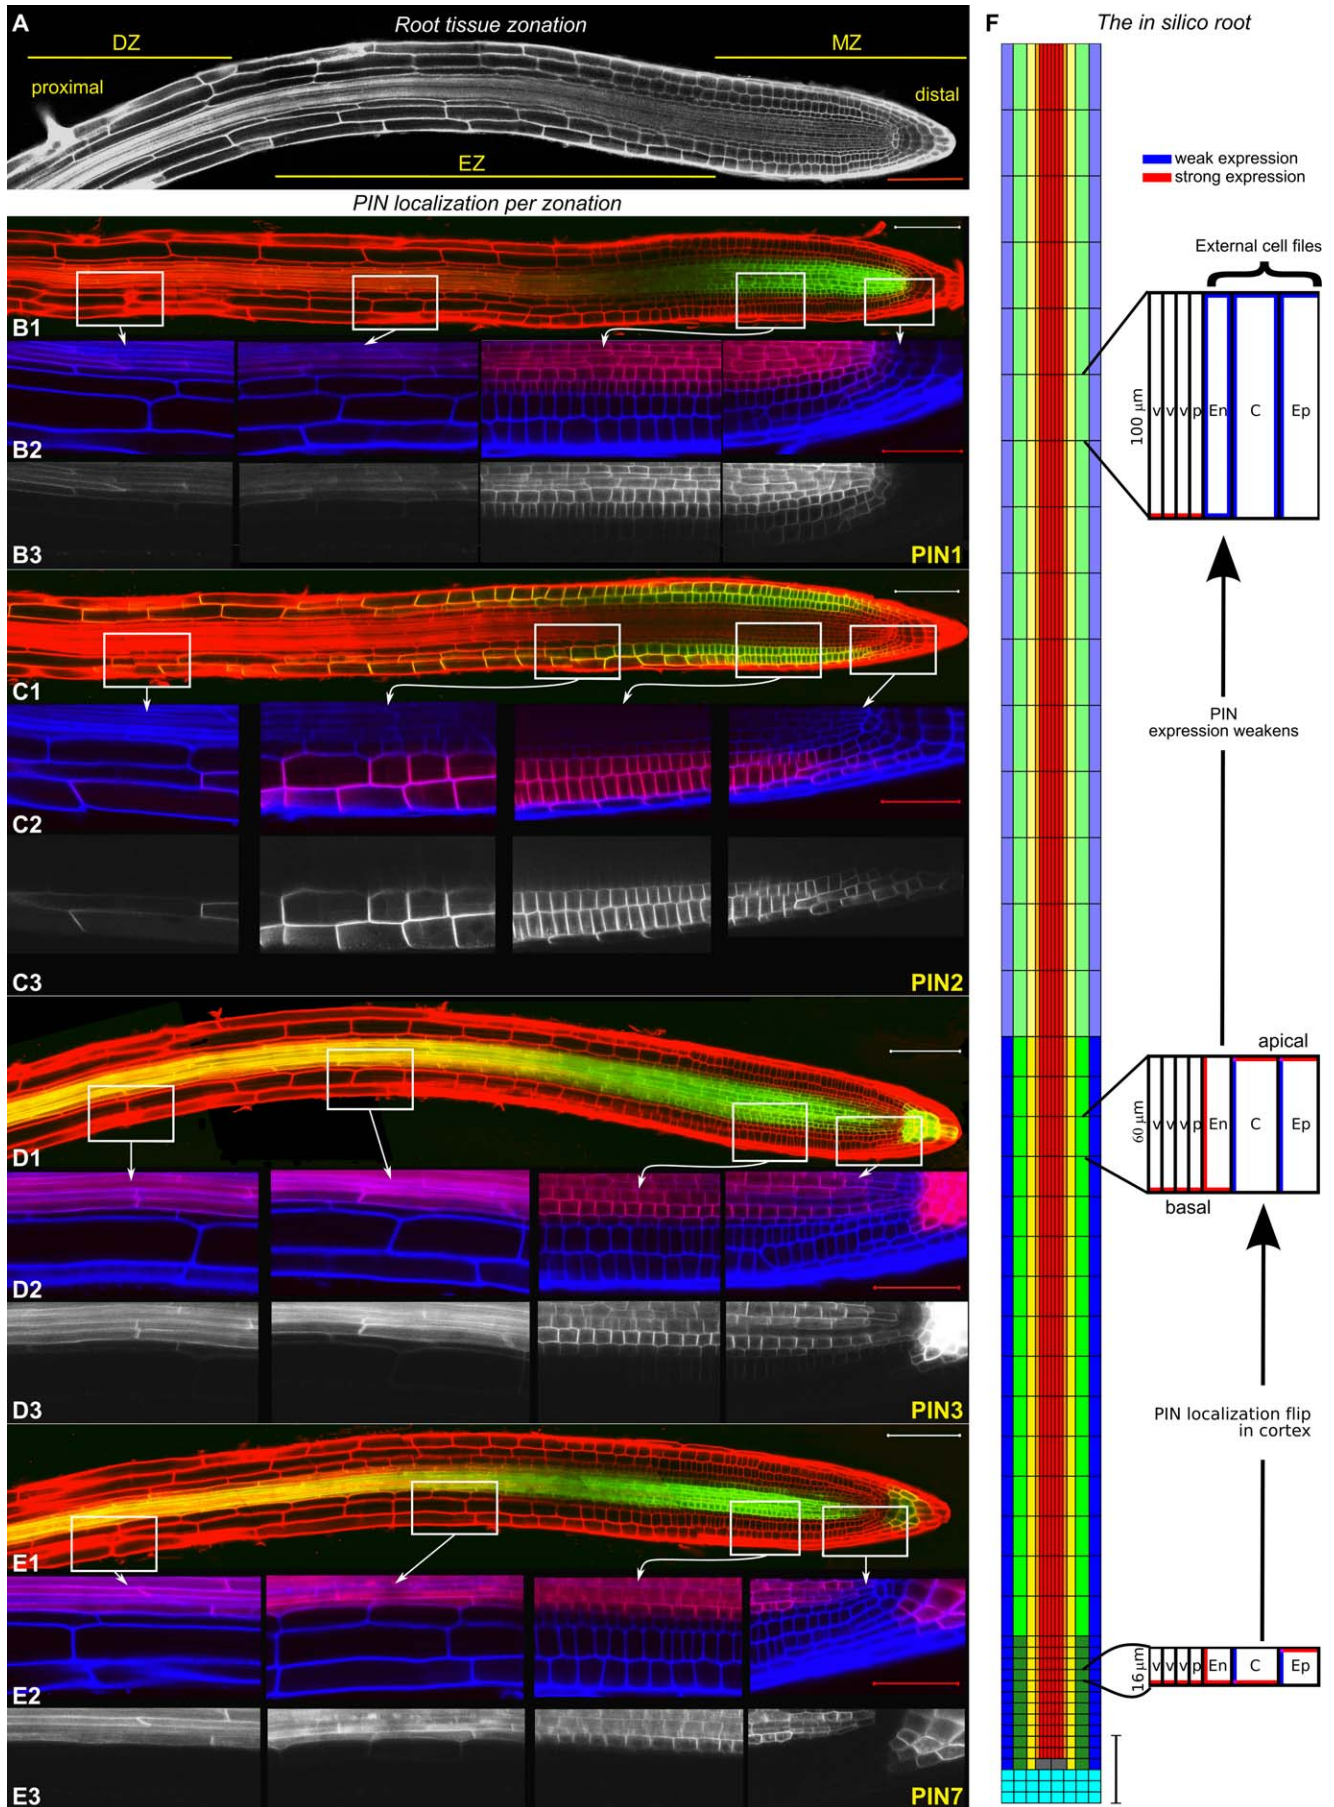 A
Root tissue zonation
DZ
MZ
proximal
distal
EZ
PIN localization per zonation
B1
B2
B3
PIN1
C1
C2
C3
PIN2
D1
D2
D3
PIN3
E1
E2
E3
PIN7
F
The in silico root
weak expression
strong expression
External cell files
100 µm
v v v p En C Ep
PIN
expression weakens
apical
60 µm
v v v p En C Ep
basal
PIN localization flip
in cortex
16 µm
v v v p En C Ep